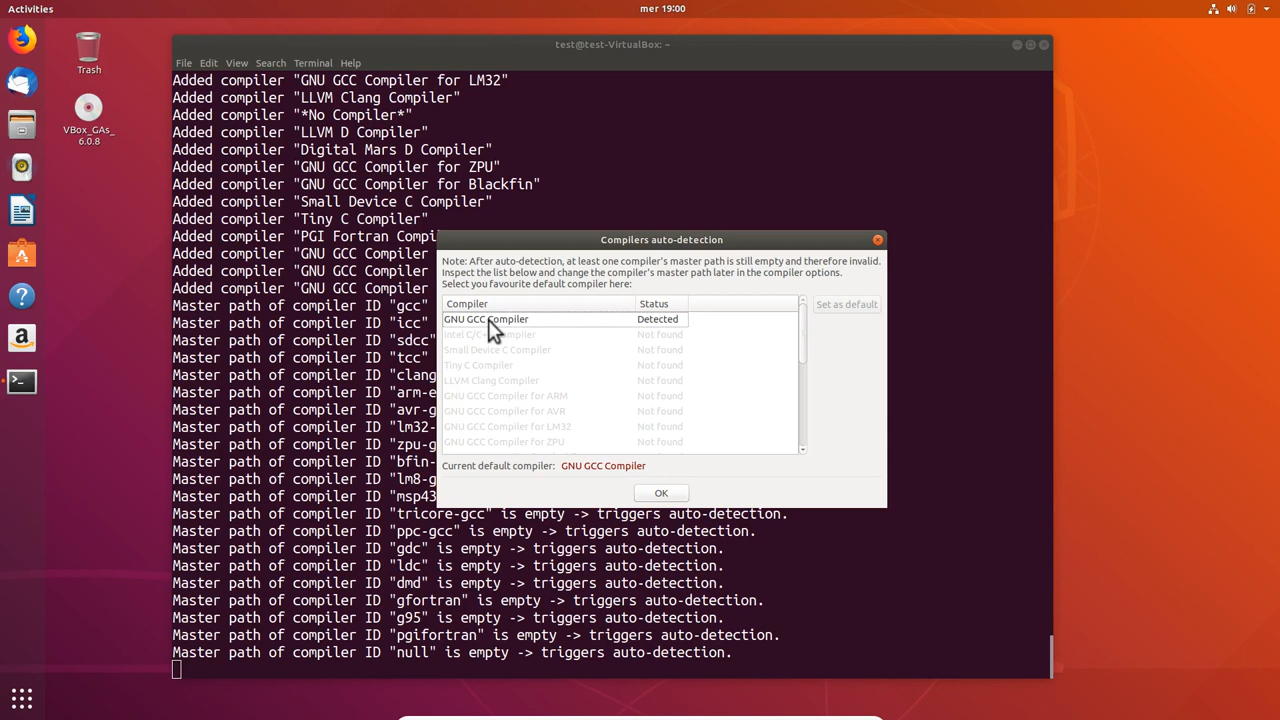 Activities
mer 19:00
Trash
VBox_GAs_
6.0.8
test@test-VirtualBox: ~
File Edit View Search Terminal Help
Added compiler "GNU GCC Compiler for LM32"
Added compiler "LLVM Clang Compiler"
Added compiler "*No Compiler*"
Added compiler "LLVM D Compiler"
Added compiler "Digital Mars D Compiler"
Added compiler "GNU GCC Compiler for ZPU"
Added compiler "GNU GCC Compiler for Blackfin"
Added compiler "Small Device C Compiler"
Added compiler "Tiny C Compiler"
Added compiler "PGI Fortran Compi
Added compiler "GNU GCC
Added compiler "GNU GCC
Added compiler "GNU GCC
Master path of compiler ID "gcc"
Master path of compiler ID "icc"
Master path of compiler ID "sdcc"
Master path of compiler ID "tcc"
Master path of compiler ID "clang
Master path of compiler ID "arm-e
Master path of compiler ID "avr-g
Master path of compiler ID "lm32-
Master path of compiler ID "zpu-g
Master path of compiler ID "bfin-
Master path of compiler ID "lm8-g
Master path of compiler ID "msp43
Master path of compiler ID "tricore-gcc" is empty -> triggers auto-detection.
Master path of compiler ID "ppc-gcc" is empty -> triggers auto-detection.
Master path of compiler ID "gdc" is empty -> triggers auto-detection.
Master path of compiler ID "ldc" is empty -> triggers auto-detection.
Master path of compiler ID "dmd" is empty -> triggers auto-detection.
Master path of compiler ID "gfortran" is empty -> triggers auto-detection.
Master path of compiler ID "g95" is empty -> triggers auto-detection.
Master path of compiler ID "pgifortran" is empty -> triggers auto-detection.
Master path of compiler ID "null" is empty -> triggers auto-detection.
Compilers auto-detection
Note: After auto-detection, at least one compiler's master path is still empty and therefore invalid.
Inspect the list below and change the compiler's master path later in the compiler options.
Select you favourite default compiler here:
Compiler Status
Set as default
GNU GCC Compiler Detected
Intel C/C++ Compiler Not found
Small Device C Compiler Not found
Tiny C Compiler Not found
LLVM Clang Compiler Not found
GNU GCC Compiler for ARM Not found
GNU GCC Compiler for AVR Not found
GNU GCC Compiler for LM32 Not found
GNU GCC Compiler for ZPU Not found
Current default compiler: GNU GCC Compiler
OK